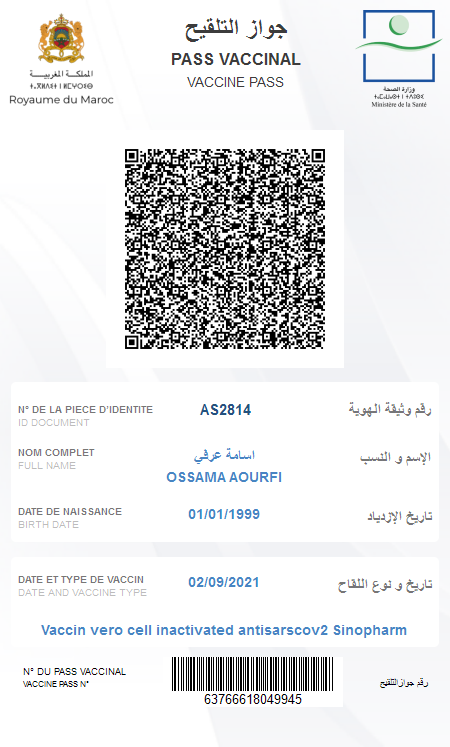 جواز التلقيح
PASS VACCINAL
VACCINE PASS
المملكة المغربية
ⵜⴰⴳⵍⴷⵉⵜ ⵏ ⵍⵎⵖⵔⵉⴱ
Royaume du Maroc
وزارة الصحة
Ministère de la Santé
N° DE LA PIECE D'IDENTITE
ID DOCUMENT
AS2814
رقم وثيقة الهوية
NOM COMPLET
FULL NAME
اسامة عرفي
OSSAMA AOURFI
الإسم و النسب
DATE DE NAISSANCE
BIRTH DATE
01/01/1999
تاريخ الإزدياد
DATE ET TYPE DE VACCIN
DATE AND VACCINE TYPE
02/09/2021
تاريخ و نوع اللقاح
Vaccin vero cell inactivated antisarscov2 Sinopharm
N° DU PASS VACCINAL
VACCINE PASS N°
63766618049945
رقم جوازالتلقيح